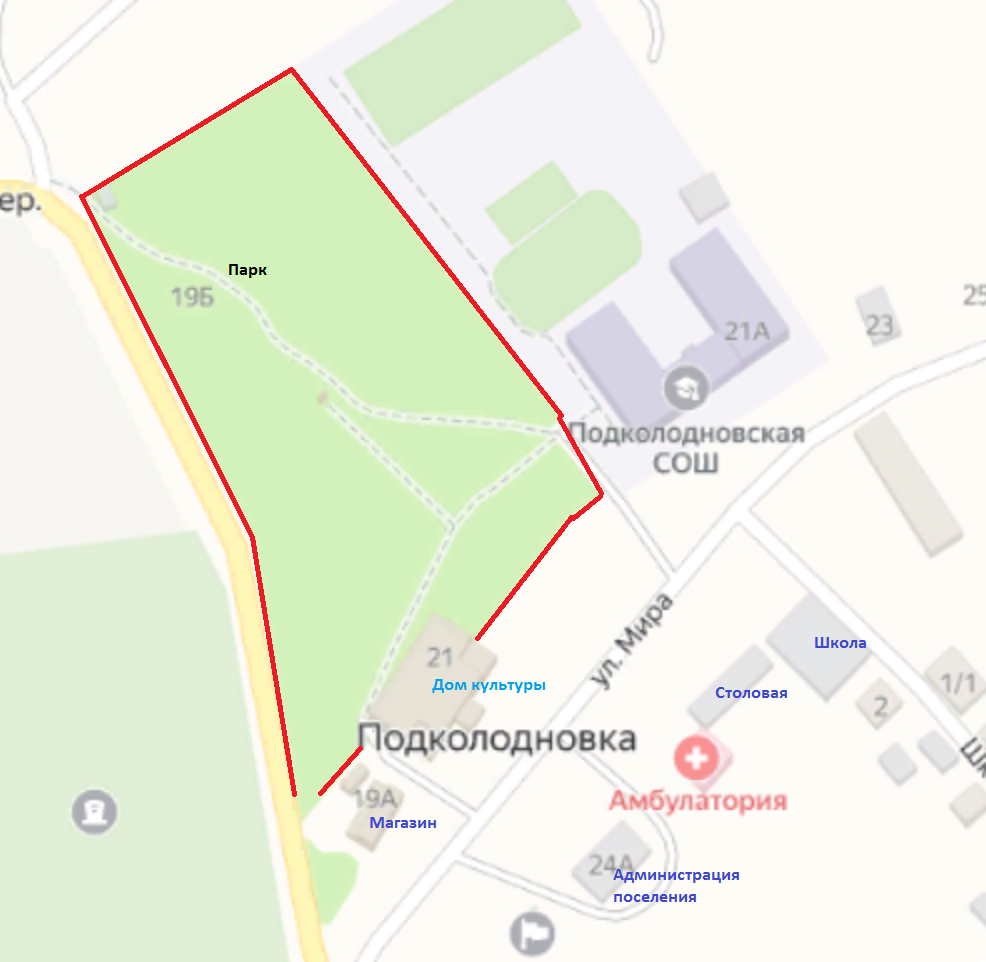 ер.
Парк
19Б
21А
23
25
Подколодновская
СОШ
ул. Мира
21
Дом культуры
Школа
Столовая
1/1
2
Подколодновка
Шк
19А
Магазин
Амбулатория
24А
Администрация
поселения